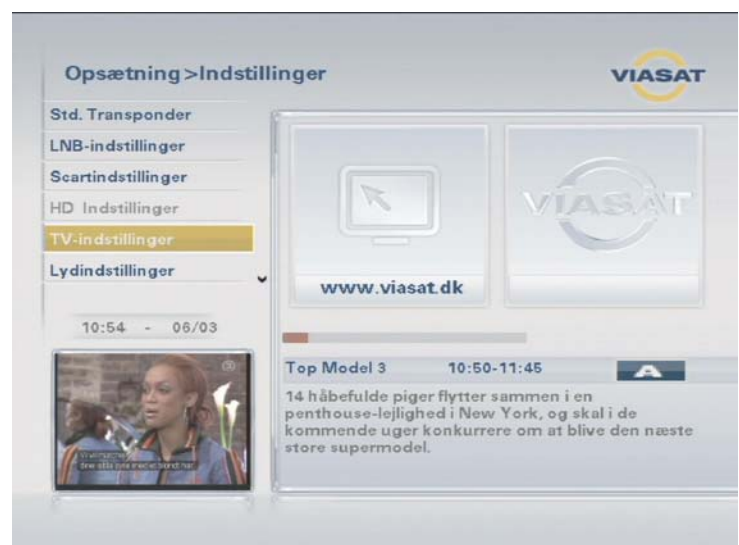 Opsætning>Indstillinger
VIASAT
Std. Transponder
LNB-indstillinger
Scartindstillinger
HD Indstillinger
TV-indstillinger
Lydindstillinger
VIASAT
www.viasat.dk
10:54 - 06/03
Top Model 3 10:50-11:45 A
14 håbefulde piger flytter sammen i en
penthouse-lejlighed i New York, og skal i de
kommende uger konkurrere om at blive den næste
store supermodel.